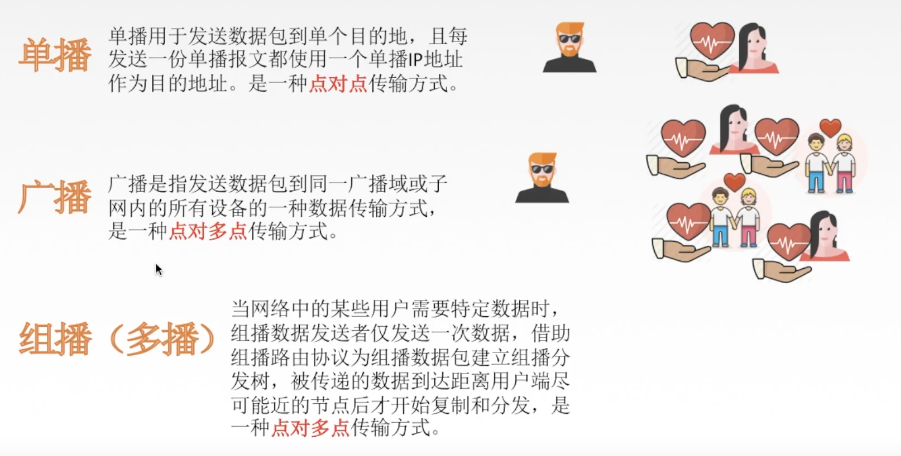 单播
单播用于发送数据包到单个目的地，且每
发送一份单播报文都使用一个单播IP地址
作为目的地址。是一种点对点传输方式。
广播
广播是指发送数据包到同一广播域或子
网内的所有设备的一种数据传输方式，
是一种点对多点传输方式。
组播（多播）
当网络中的某些用户需要特定数据时，
组播数据发送者仅发送一次数据，借助
组播路由协议为组播数据包建立组播分
发树，被传递的数据到达距离用户端尽
可能近的节点后才开始复制和分发，是
一种点对多点传输方式。